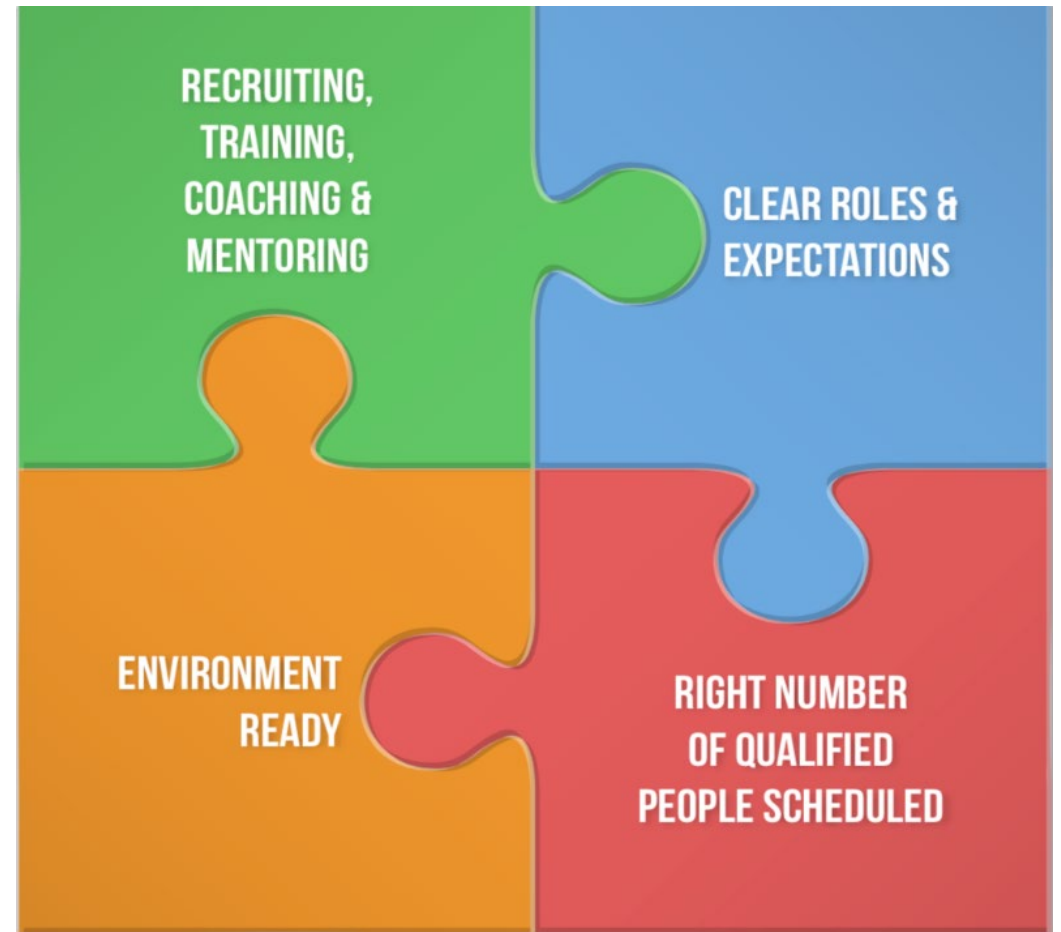 RECRUITING,
TRAINING,
COACHING &
MENTORING
CLEAR ROLES &
EXPECTATIONS
ENVIRONMENT
READY
RIGHT NUMBER
OF QUALIFIED
PEOPLE SCHEDULED